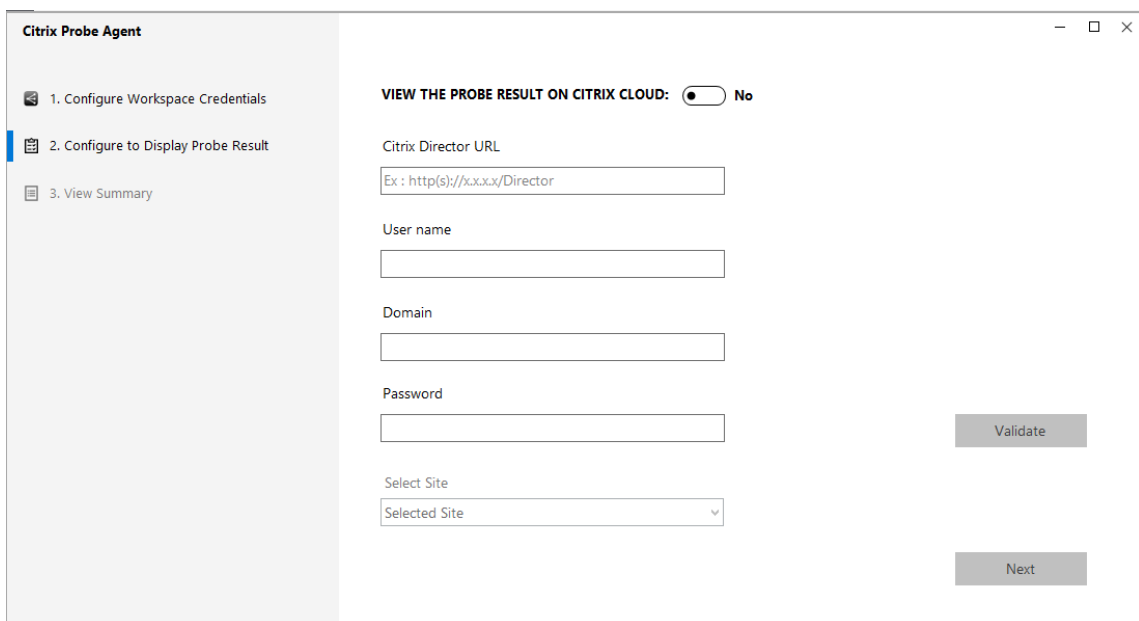 Citrix Probe Agent
1. Configure Workspace Credentials
2. Configure to Display Probe Result
3. View Summary
VIEW THE PROBE RESULT ON CITRIX CLOUD: No
Citrix Director URL
Ex : http(s)://x.x.x.x/Director
User name
Domain
Password
Validate
Select Site
Selected Site
Next